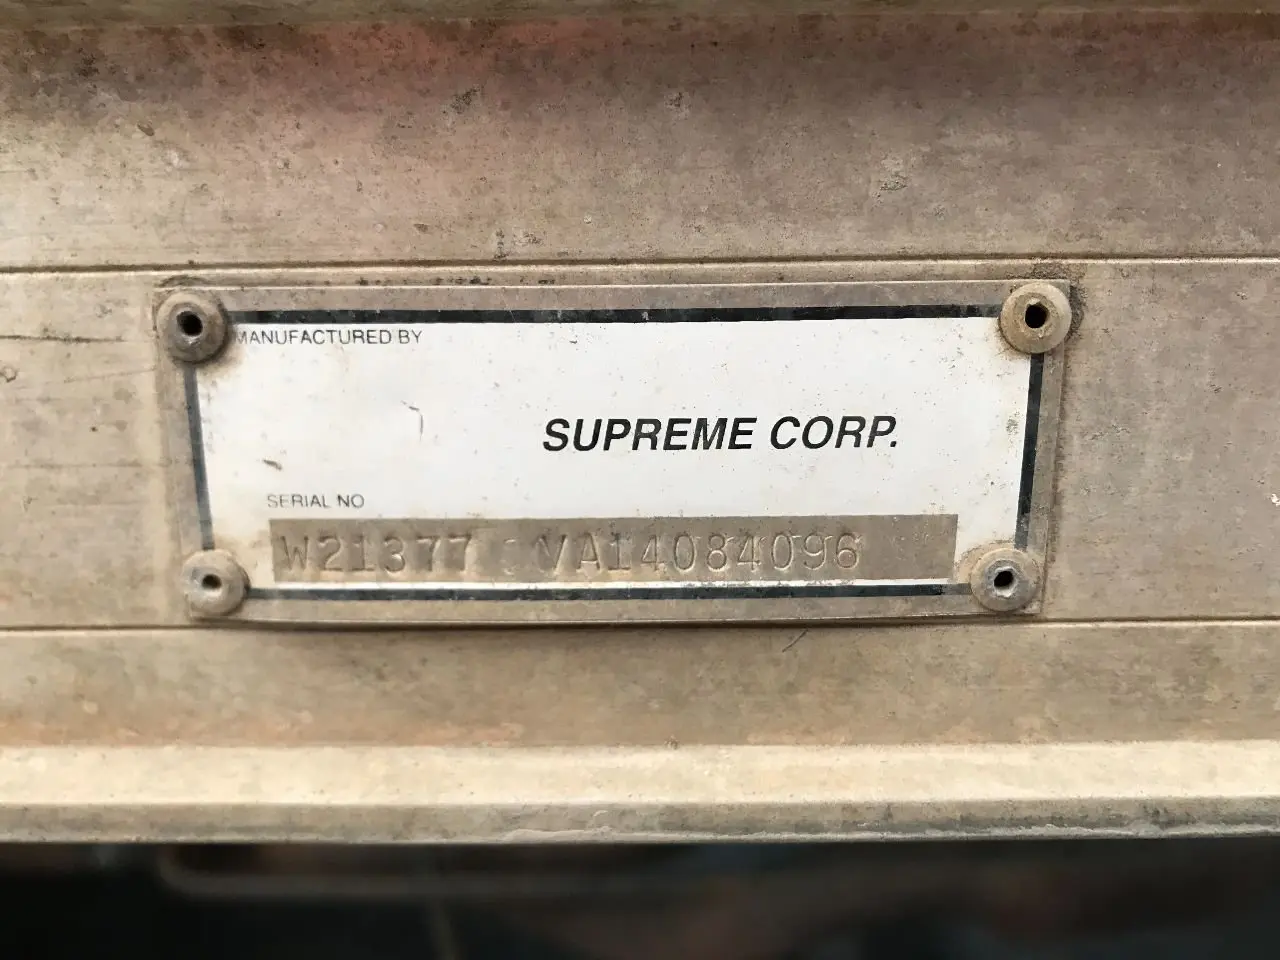 MANUFACTURED BY
SUPREME CORP.
SERIAL NO
W21377 VA14084096